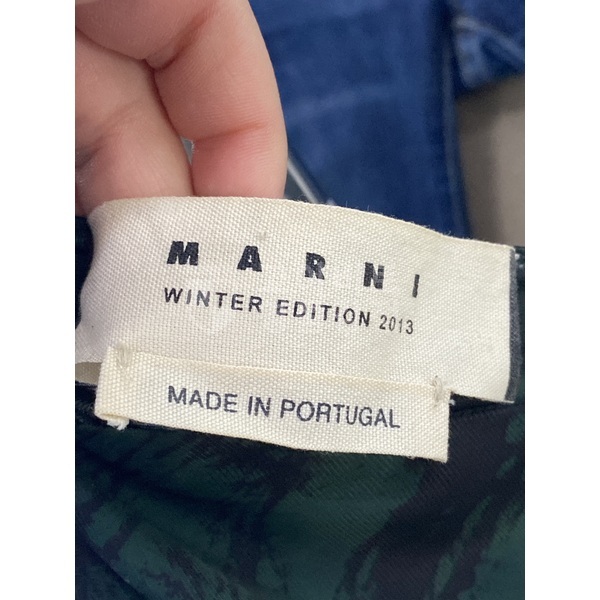 MARNI
WINTER EDITION 2013
MADE IN PORTUGAL